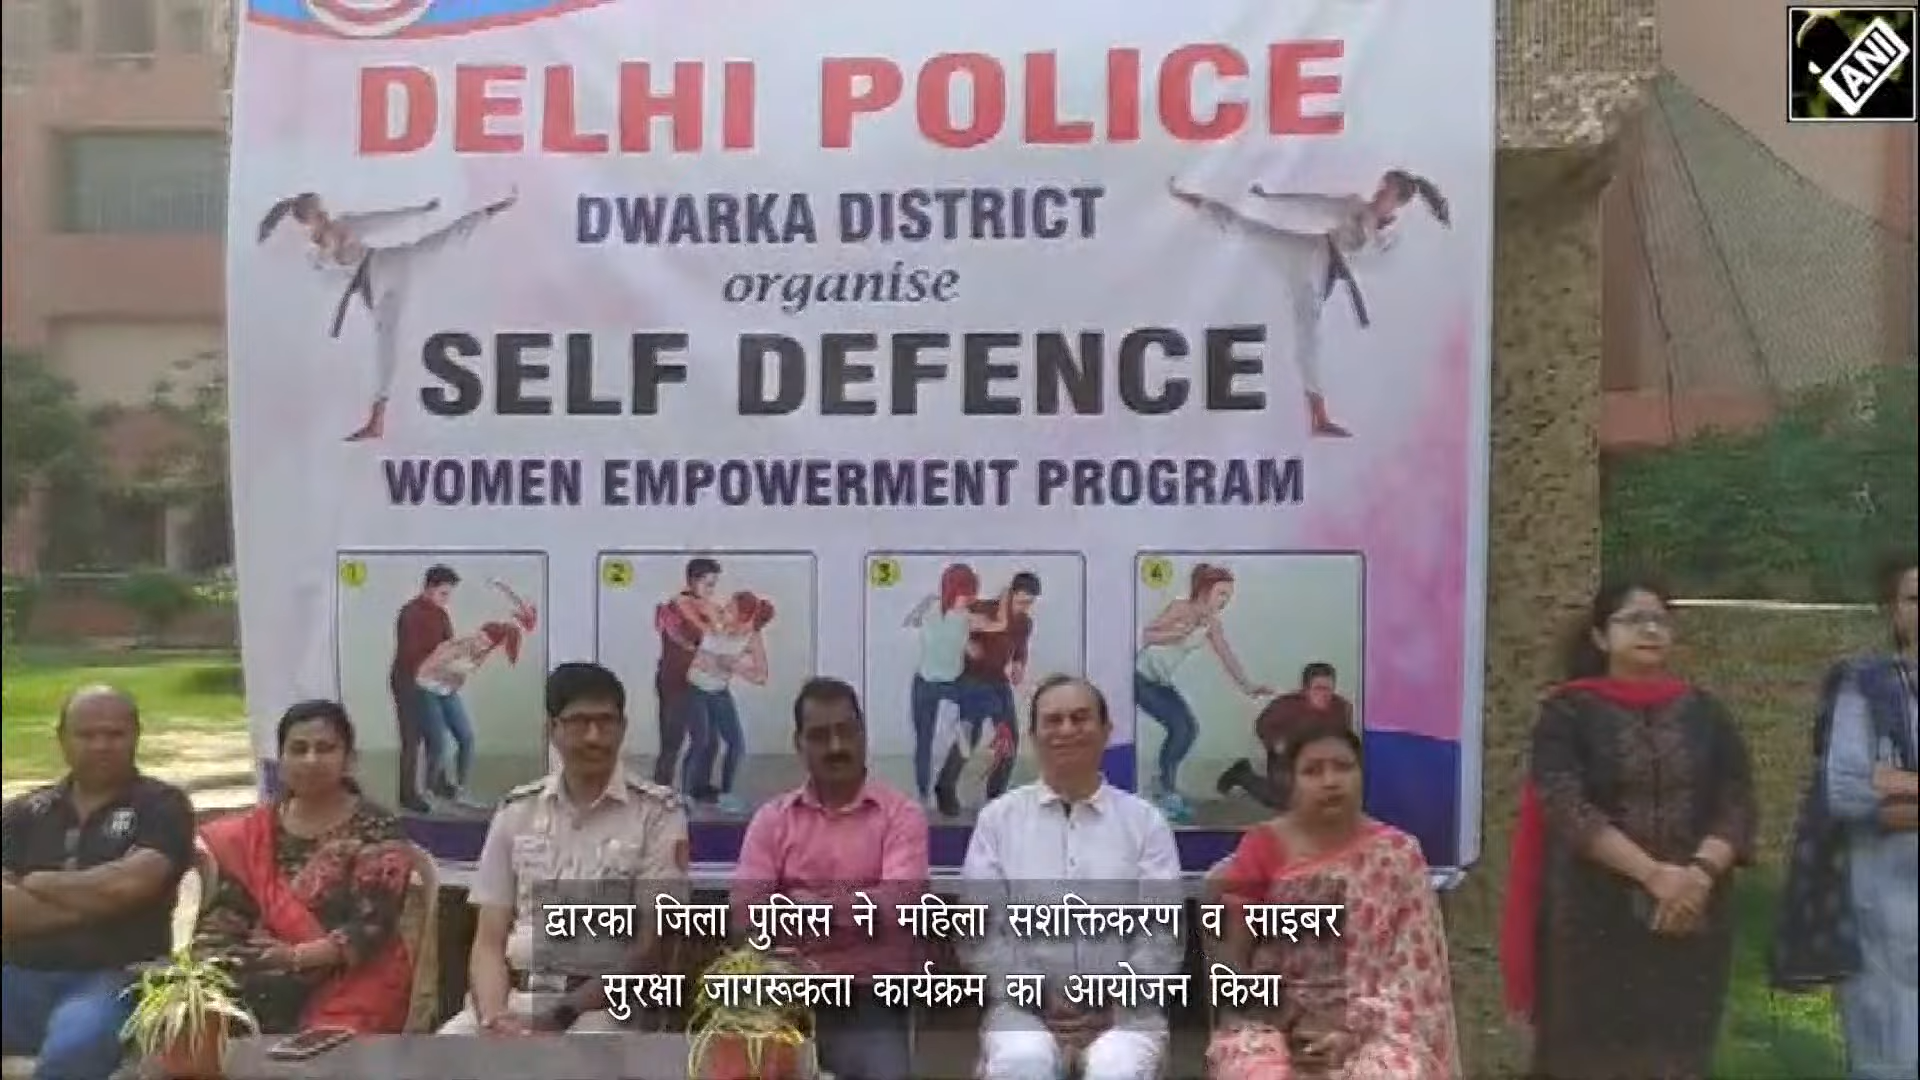 ANI
DELHI POLICE
DWARKA DISTRICT
organise
SELF DEFENCE
WOMEN EMPOWERMENT PROGRAM
1 2 3 4
द्वारका जिला पुलिस ने महिला सशक्तिकरण व साइबर
सुरक्षा जागरूकता कार्यक्रम का आयोजन किया